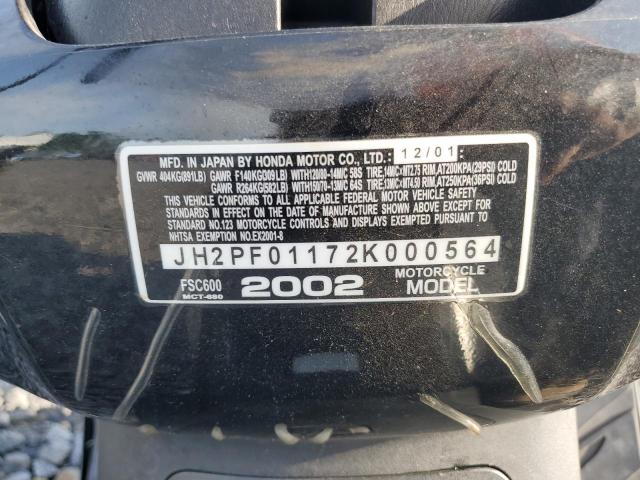 MFD. IN JAPAN BY HONDA MOTOR CO., LTD. 12/01
GVWR 404KG(891LB) GAWR F140KG(309LB) WITH120/80-14MC 58S TIRE,14MC×MT2.75 RIM,AT200KPA(29PSI) COLD
GAWR R264KG(582LB) WITH150/70-13MC 64S TIRE,13MC×MT4.50 RIM,AT250KPA(36PSI) COLD
THIS VEHICLE CONFORMS TO ALL APPLICABLE FEDERAL MOTOR VEHICLE SAFETY
STANDARDS IN EFFECT ON THE DATE OF MANUFACTURE SHOWN ABOVE EXCEPT FOR
STANDARD NO.123 MOTORCYCLE CONTROLS AND DISPLAYS EXEMPTED PURSUANT TO
NHTSA EXEMPTION NO.EX2001-8
JH2PF01172K000564
FSC600 2002 MOTORCYCLE
MCT-680 MODEL